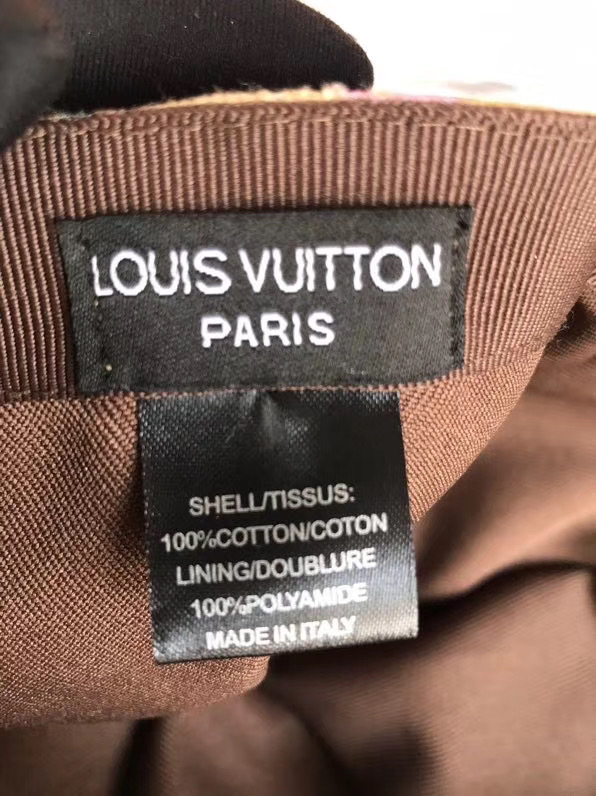 LOUIS VUITTON
PARIS
SHELL/TISSUS:
100%COTTON/COTON
LINING/DOUBLURE
100%POLYAMIDE
MADE IN ITALY